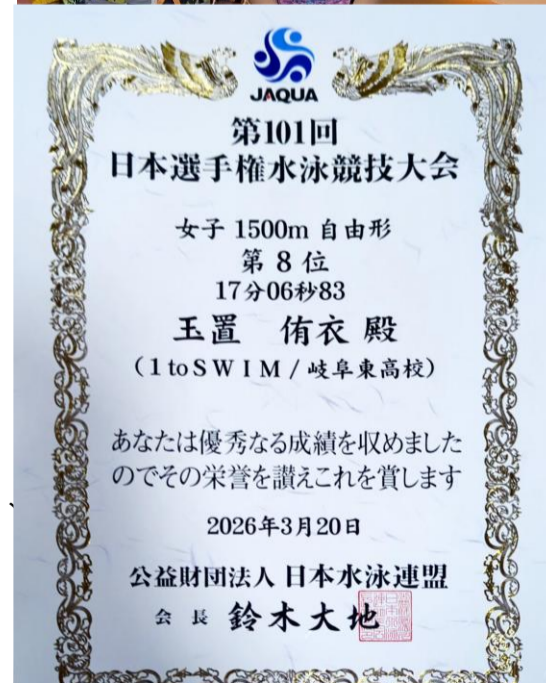 JAQUA
第101回
日本選手権水泳競技大会
女子 1500m 自由形
第 8 位
17分06秒83
玉置 侑衣 殿
(1 to SWIM / 岐阜東高校)
あなたは優秀なる成績を収めました
のでその栄誉を讃えこれを賞します
、
2026年3月20日
公益財団法人 日本水泳連盟
会 長 鈴木大地